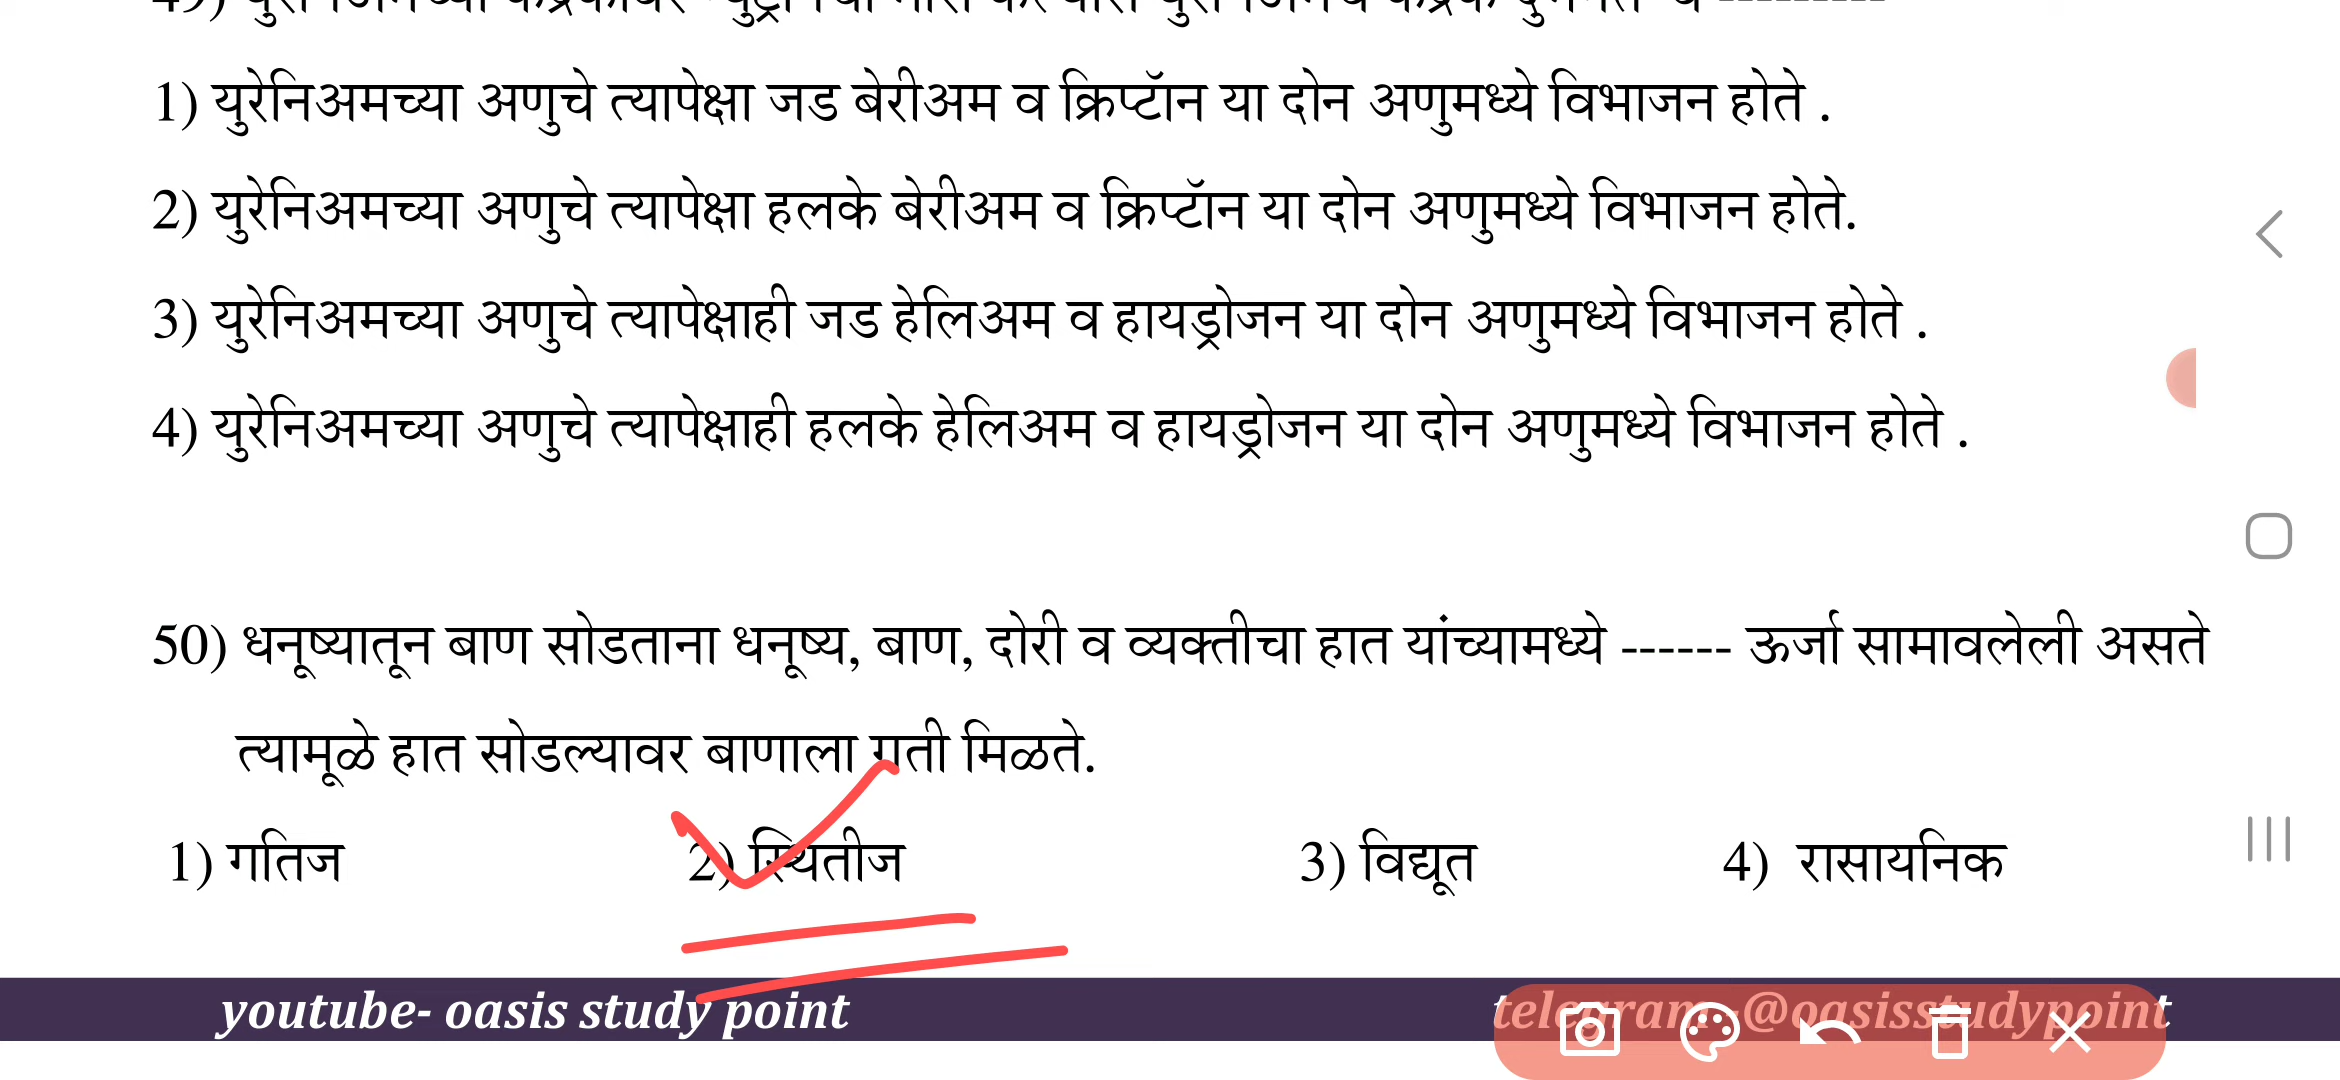 1) युरेनिअमच्या अणुचे त्यापेक्षा जड बेरीअम व क्रिप्टॉन या दोन अणुमध्ये विभाजन होते .
2) युरेनिअमच्या अणुचे त्यापेक्षा हलके बेरीअम व क्रिप्टॉन या दोन अणुमध्ये विभाजन होते.
3) युरेनिअमच्या अणुचे त्यापेक्षाही जड हेलिअम व हायड्रोजन या दोन अणुमध्ये विभाजन होते .
4) युरेनिअमच्या अणुचे त्यापेक्षाही हलके हेलिअम व हायड्रोजन या दोन अणुमध्ये विभाजन होते .
50) धनूष्यातून बाण सोडताना धनूष्य, बाण, दोरी व व्यक्तीचा हात यांच्यामध्ये ------ ऊर्जा सामावलेली असते
त्यामूळे हात सोडल्यावर बाणाला गती मिळते.
1) गतिज 2) स्थितीज 3) विद्यूत 4) रासायनिक
youtube- oasis study point telegram -@oasisstudypoint